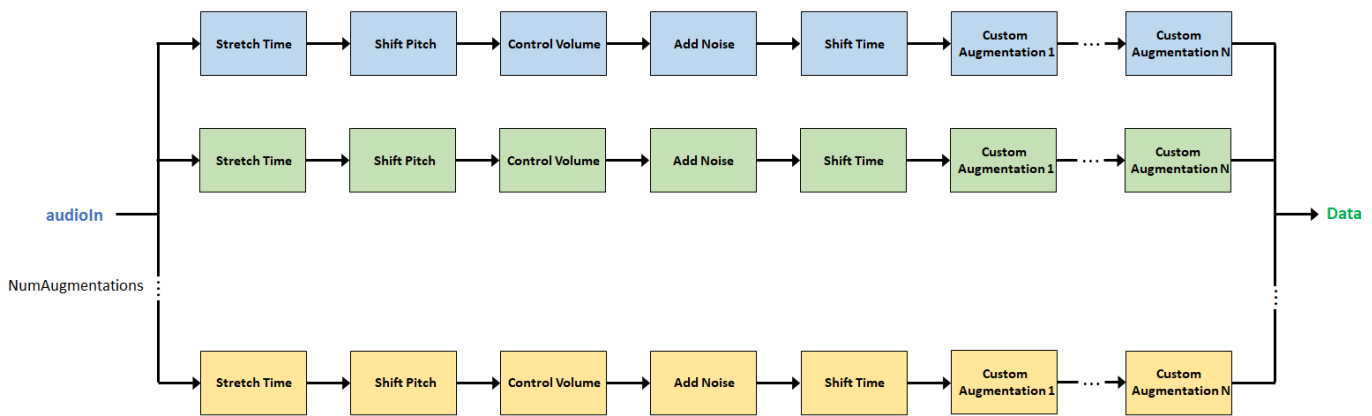 Stretch Time
Shift Pitch
Control Volume
Add Noise
Shift Time
Custom
Augmentation 1
...
Custom
Augmentation N
Stretch Time
Shift Pitch
Control Volume
Add Noise
Shift Time
Custom
Augmentation 1
...
Custom
Augmentation N
audioIn
Data
NumAugmentations
Stretch Time
Shift Pitch
Control Volume
Add Noise
Shift Time
Custom
Augmentation 1
...
Custom
Augmentation N